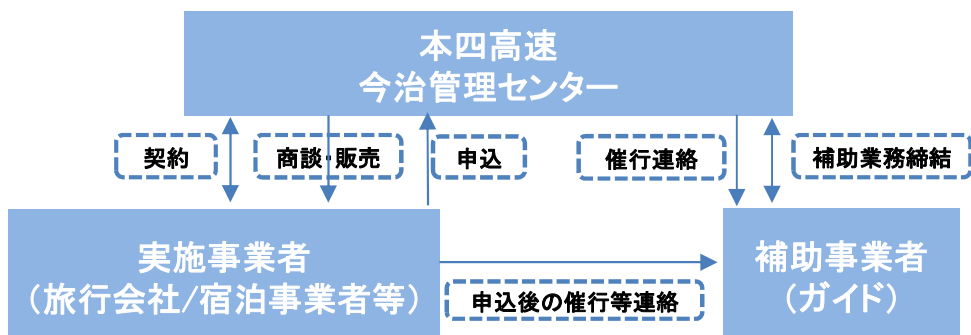 本四高速
今治管理センター
契約
商談・販売
申込
催行連絡
補助業務締結
実施事業者
（旅行会社/宿泊事業者等）
補助事業者
（ガイド）
申込後の催行等連絡